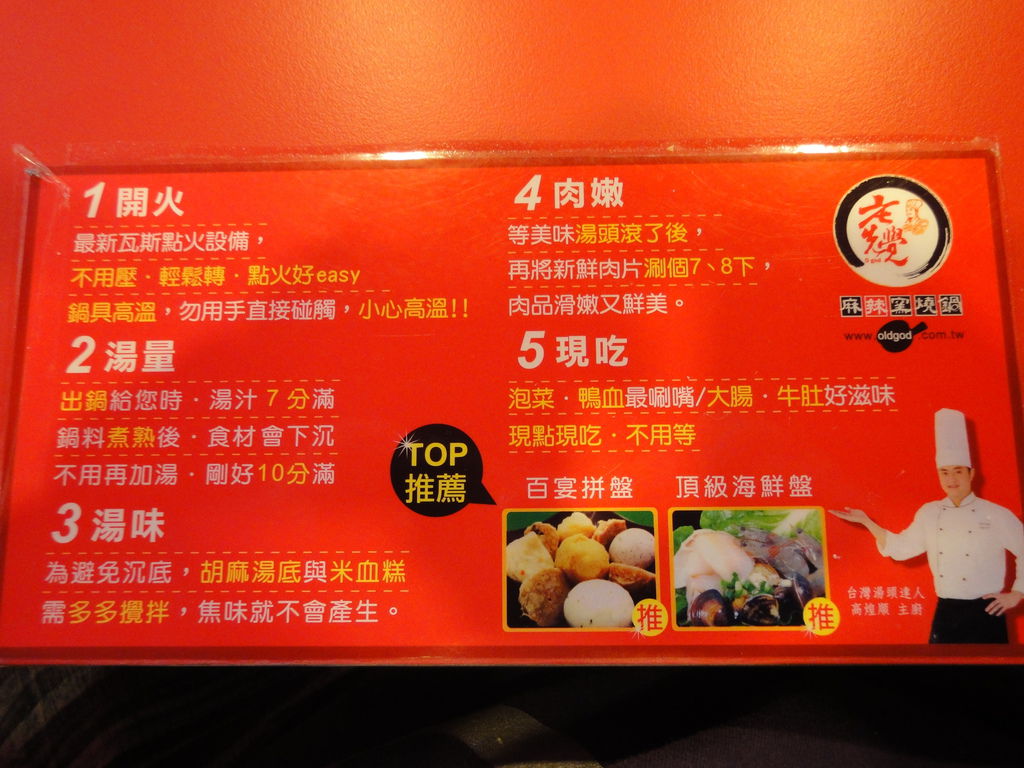 1 開火
最新瓦斯點火設備，
不用壓．輕鬆轉．點火好easy
鍋具高溫，勿用手直接碰觸，小心高溫!!
2 湯量
出鍋給您時．湯汁 7 分滿
鍋料煮熟後．食材會下沉
不用再加湯．剛好10分滿
3 湯味
為避免沉底，胡麻湯底與米血糕
需多多攪拌，焦味就不會產生。
4 肉嫩
等美味湯頭滾了後，
再將新鮮肉片涮個7、8下，
肉品滑嫩又鮮美。
5 現吃
泡菜．鴨血最唰嘴/大腸．牛肚好滋味
現點現吃．不用等
TOP
推薦
百宴拼盤
推
頂級海鮮盤
推
老先覺
麻辣窯燒鍋
www.oldgod.com.tw
台灣湯頭達人
高煌順 主廚